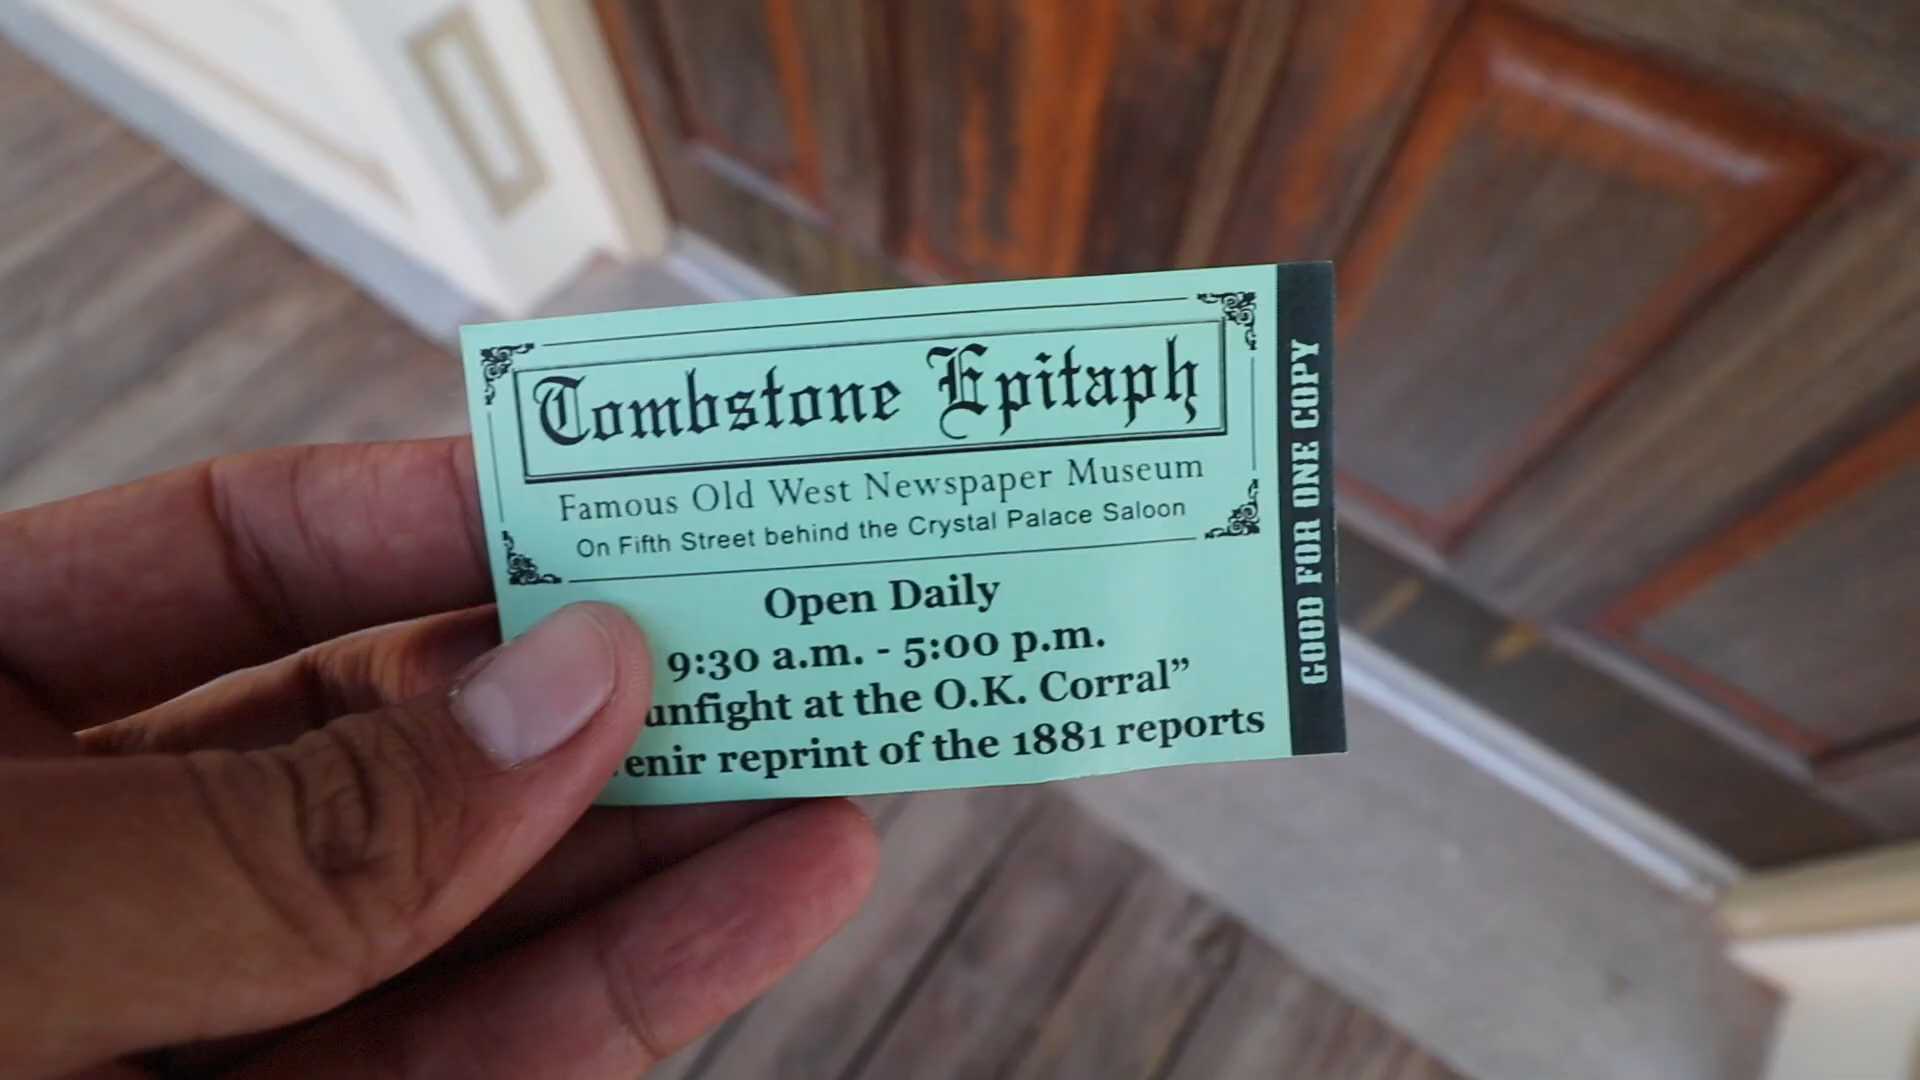 Tombstone Epitaph
Famous Old West Newspaper Museum
On Fifth Street behind the Crystal Palace Saloon
Open Daily
9:30 a.m. - 5:00 p.m.
unfight at the O.K. Corral”
enir reprint of the 1881 reports
GOOD FOR ONE COPY